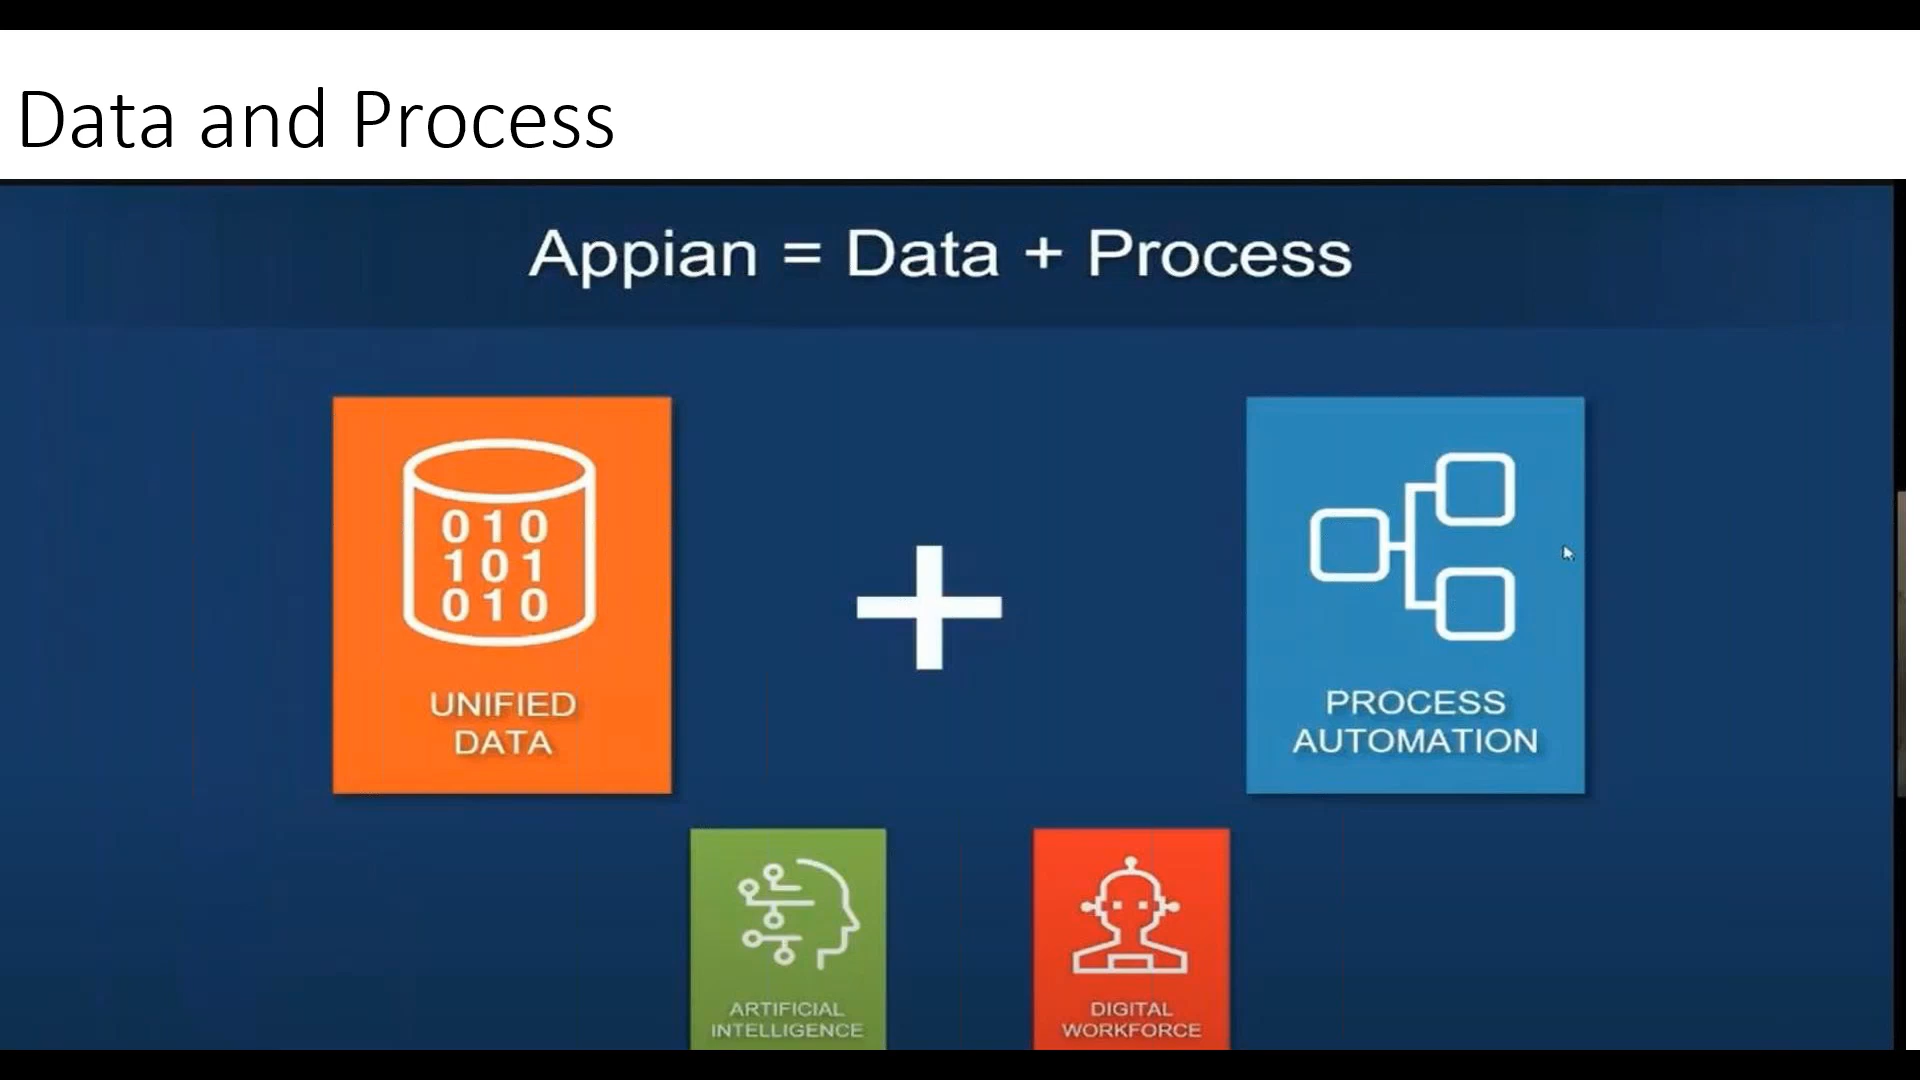 Data and Process
Appian = Data + Process
010
101
010
UNIFIED
DATA
+
PROCESS
AUTOMATION
ARTIFICIAL
INTELLIGENCE
DIGITAL
WORKFORCE